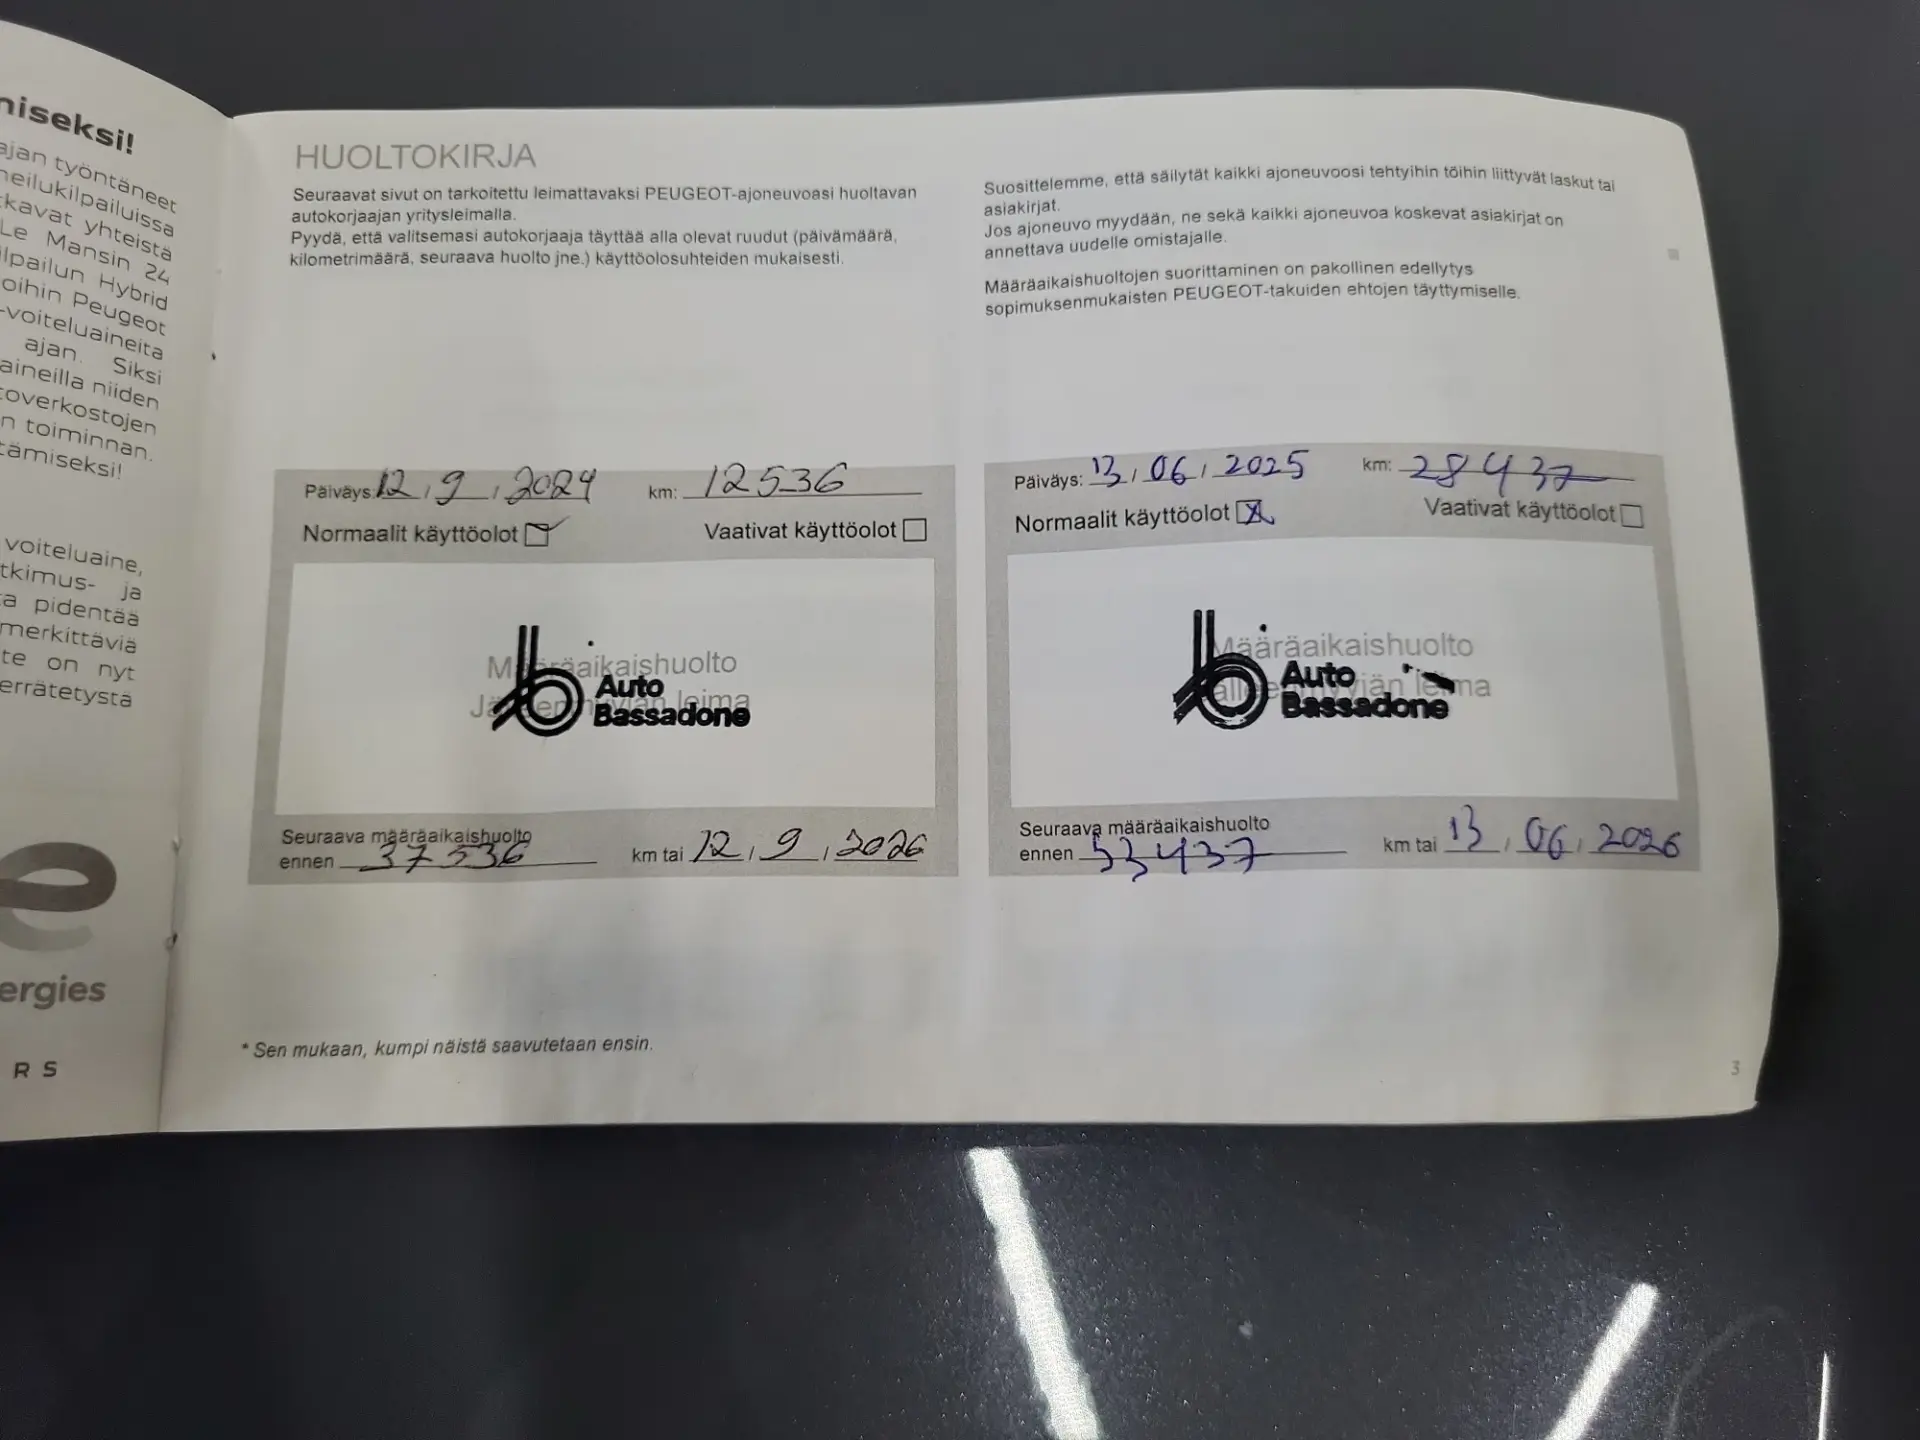 niseksi!
ajan työntäneet
neilukilpailuissa
kavat yhteistä
Le Mansin 24
lpailun Hybrid
oihin Peugeot
-voiteluaineita
ajan. Siksi
aineilla niiden
toverkostojen
n toiminnan.
tämiseksi!
voiteluaine,
tkimus- ja
ta pidentää
merkittäviä
te on nyt
errätetystä
e
ergies
R S
HUOLTOKIRJA
Seuraavat sivut on tarkoitettu leimattavaksi PEUGEOT-ajoneuvoasi huoltavan
autokorjaajan yritysleimalla.
Pyydä, että valitsemasi autokorjaaja täyttää alla olevat ruudut (päivämäärä,
kilometrimäärä, seuraava huolto jne.) käyttöolosuhteiden mukaisesti.
Päiväys: 12 / 9 / 2024 km: 12536
Normaalit käyttöolot Vaativat käyttöolot
Määräaikaishuolto
Jälleenmyyjän leima
Auto
Bassadone
Seuraava määräaikaishuolto
ennen 37536 km tai 12 / 9 / 2026
* Sen mukaan, kumpi näistä saavutetaan ensin.
Suosittelemme, että säilytät kaikki ajoneuvoosi tehtyihin töihin liittyvät laskut tai
asiakirjat.
Jos ajoneuvo myydään, ne sekä kaikki ajoneuvoa koskevat asiakirjat on
annettava uudelle omistajalle.
Määräaikaishuoltojen suorittaminen on pakollinen edellytys
sopimuksenmukaisten PEUGEOT-takuiden ehtojen täyttymiselle.
Päiväys: 13 / 06 / 2025 km: 28437
Normaalit käyttöolot Vaativat käyttöolot
Määräaikaishuolto
Jälleenmyyjän leima
Auto
Bassadone
Seuraava määräaikaishuolto
ennen 53437 km tai 13 / 06 / 2026
3